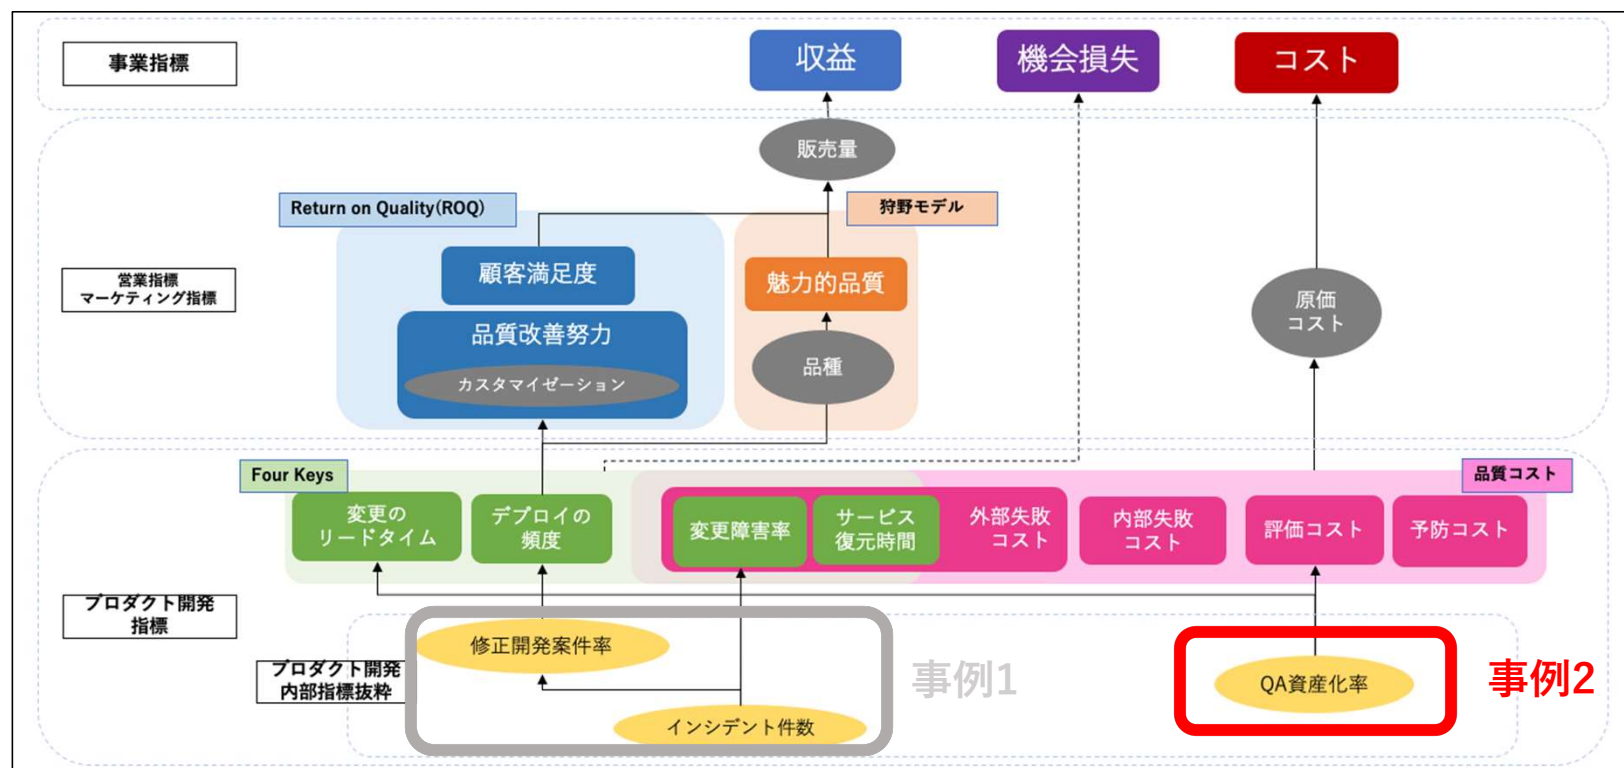 事業指標
収益
機会損失
コスト
販売量
Return on Quality(ROQ)
狩野モデル
営業指標
マーケティング指標
顧客満足度
魅力的品質
原価
コスト
品質改善努力
カスタマイゼーション
品種
Four Keys
品質コスト
変更の
リードタイム
デプロイの
頻度
変更障害率
サービス
復元時間
外部失敗
コスト
内部失敗
コスト
評価コスト
予防コスト
プロダクト開発
指標
修正開発案件率
プロダクト開発
内部指標抜粋
事例1
QA資産化率
事例2
インシデント件数